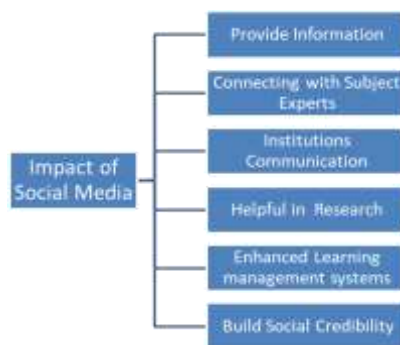 Impact of
Social Media
Provide Information
Connecting with Subject
Experts
Institutions
Communication
Helpful in Research
Enhanced Learning
management systems
Build Social Credibility